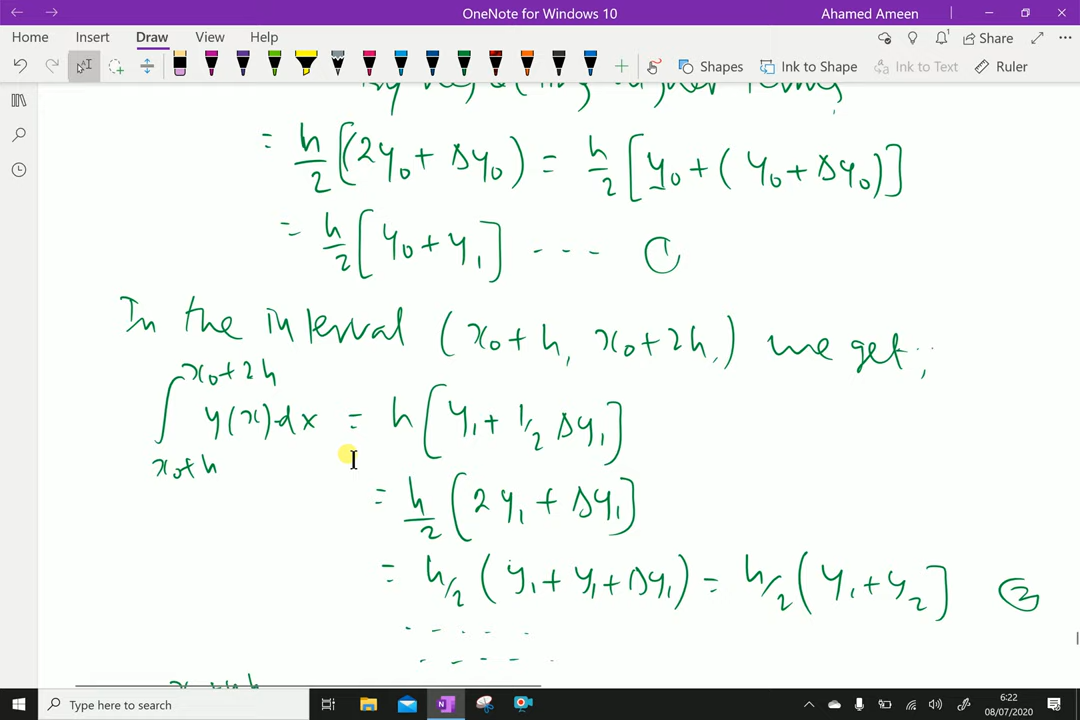 OneNote for Windows 10
Ahamed Ameen
Home Insert Draw View Help
Share
Shapes Ink to Shape Ink to Text Ruler
= h/2 [(2y₀ + Δy₀) = h/2 [y₀ + (y₀ + Δy₀)]
= h/2 [y₀ + y₁] --- ①
In the interval (x₀+h, x₀+2h,) we get;
∫ x₀+h x₀+2h y(x)dx = h[y₁ + 1/2 Δy₁]
= h/2 (2y₁ + Δy₁]
= h/2 (y₁ + y₁ + Δy₁) = h/2 (y₁ + y₂] ②
- - - - -
- - - - -
Type here to search
6:22
08/07/2020